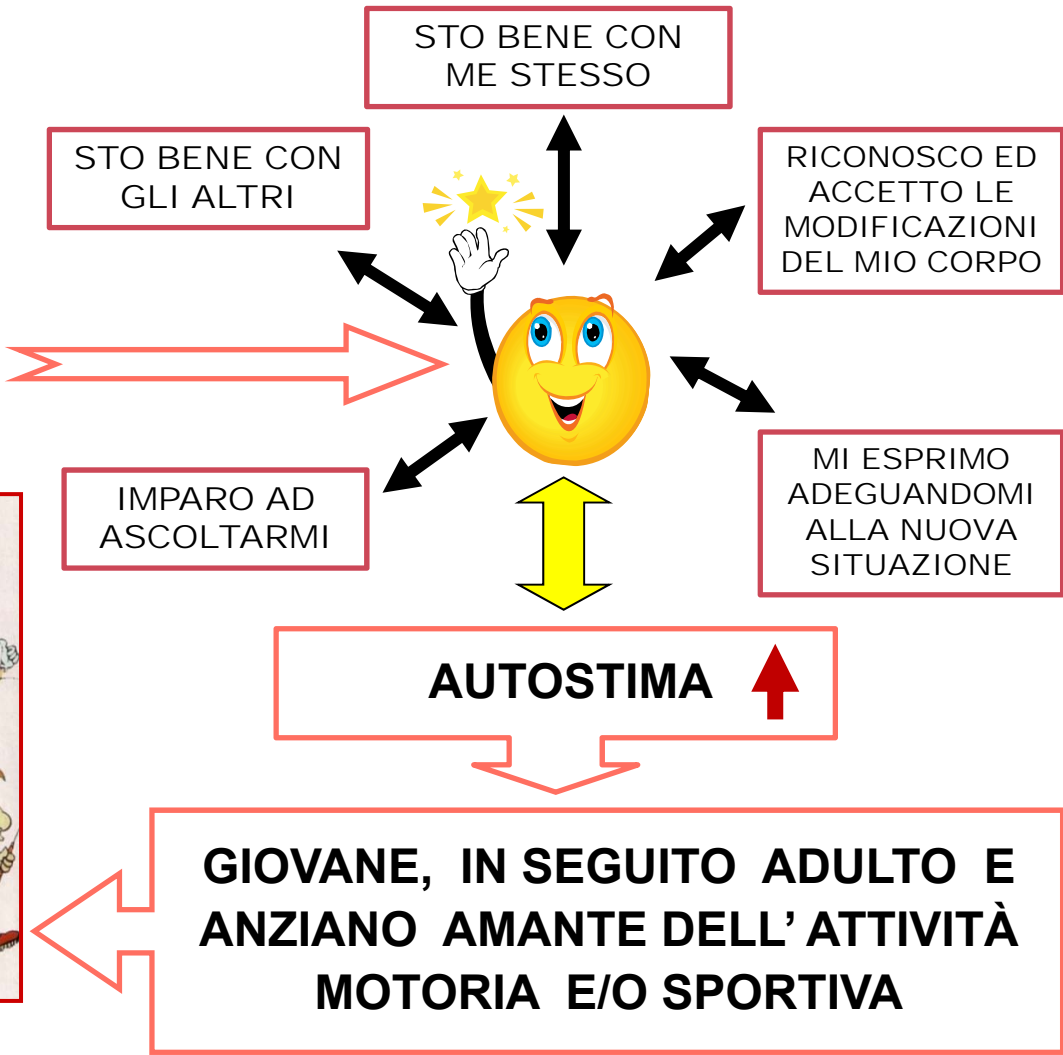 STO BENE CON
ME STESSO
STO BENE CON
GLI ALTRI
RICONOSCO ED
ACCETTO LE
MODIFICAZIONI
DEL MIO CORPO
IMPARO AD
ASCOLTARMI
MI ESPRIMO
ADEGUANDOMI
ALLA NUOVA
SITUAZIONE
AUTOSTIMA
GIOVANE, IN SEGUITO ADULTO E
ANZIANO AMANTE DELL' ATTIVITÀ
MOTORIA E/O SPORTIVA